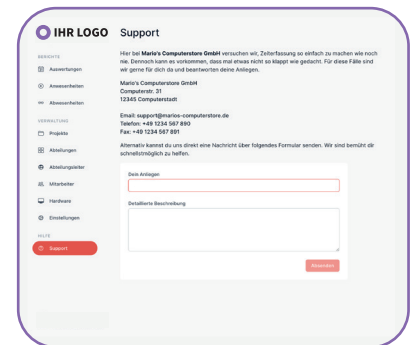 IHR LOGO
BERICHTE
Auswertungen
Anwesenheiten
Abwesenheiten
VERWALTUNG
Projekte
Abteilungen
Abteilungsleiter
Mitarbeiter
Hardware
Einstellungen
HILFE
Support
Support
Hier bei Mario's Computerstore GmbH versuchen wir, Zeiterfassung so einfach zu machen wie noch
nie. Dennoch kann es vorkommen, dass mal etwas nicht so klappt wie gedacht. Für diese Fälle sind
wir gerne für dich da und beantworten deine Anliegen.
Mario's Computerstore GmbH
Computerstr. 31
12345 Computerstadt
Email: support@marios-computerstore.de
Telefon: +49 1234 567 890
Fax: +49 1234 567 891
Alternativ kannst du uns direkt eine Nachricht über folgendes Formular senden. Wir sind bemüht dir
schnellstmöglich zu helfen.
Dein Anliegen
Detaillierte Beschreibung
Absenden